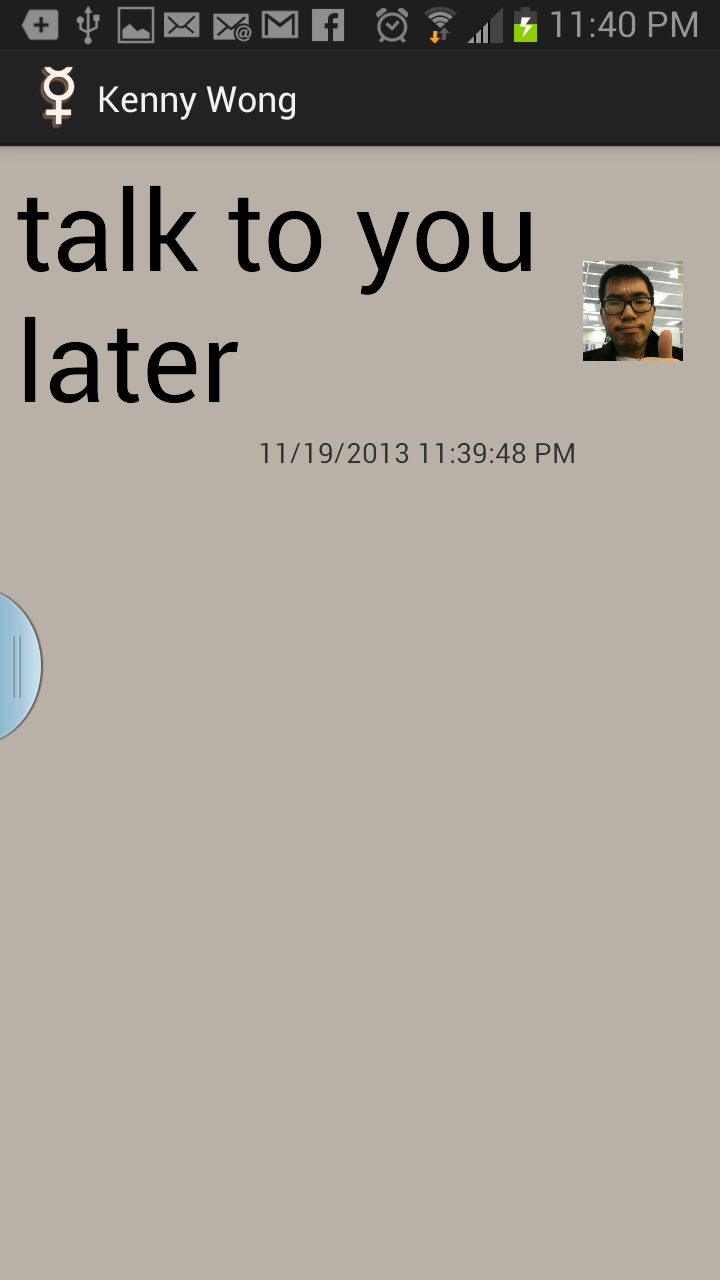 11:40 PM
Kenny Wong
talk to you
later
11/19/2013 11:39:48 PM